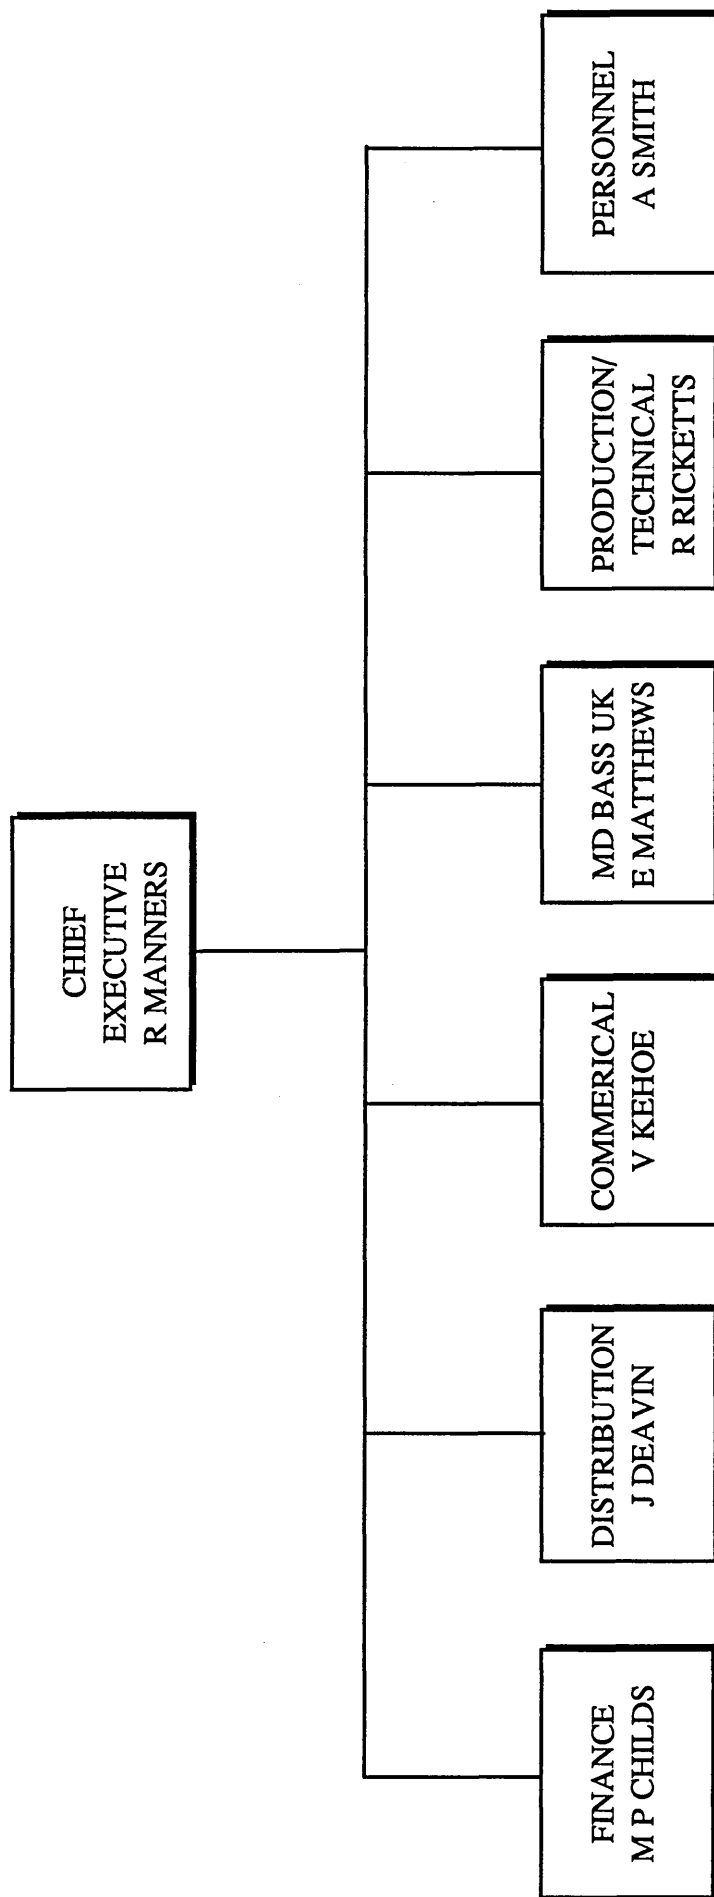 CHIEF
EXECUTIVE
R MANNERS
FINANCE
M P CHILDS
DISTRIBUTION
J DEAVIN
COMMERICAL
V KEHOE
MD BASS UK
E MATTHEWS
PRODUCTION/
TECHNICAL
R RICKETTS
PERSONNEL
A SMITH